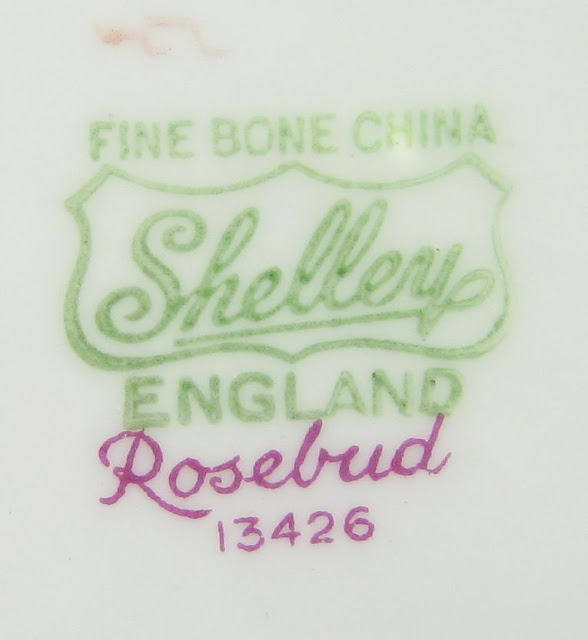 FINE BONE CHINA
Shelley
ENGLAND
Rosebud
13426